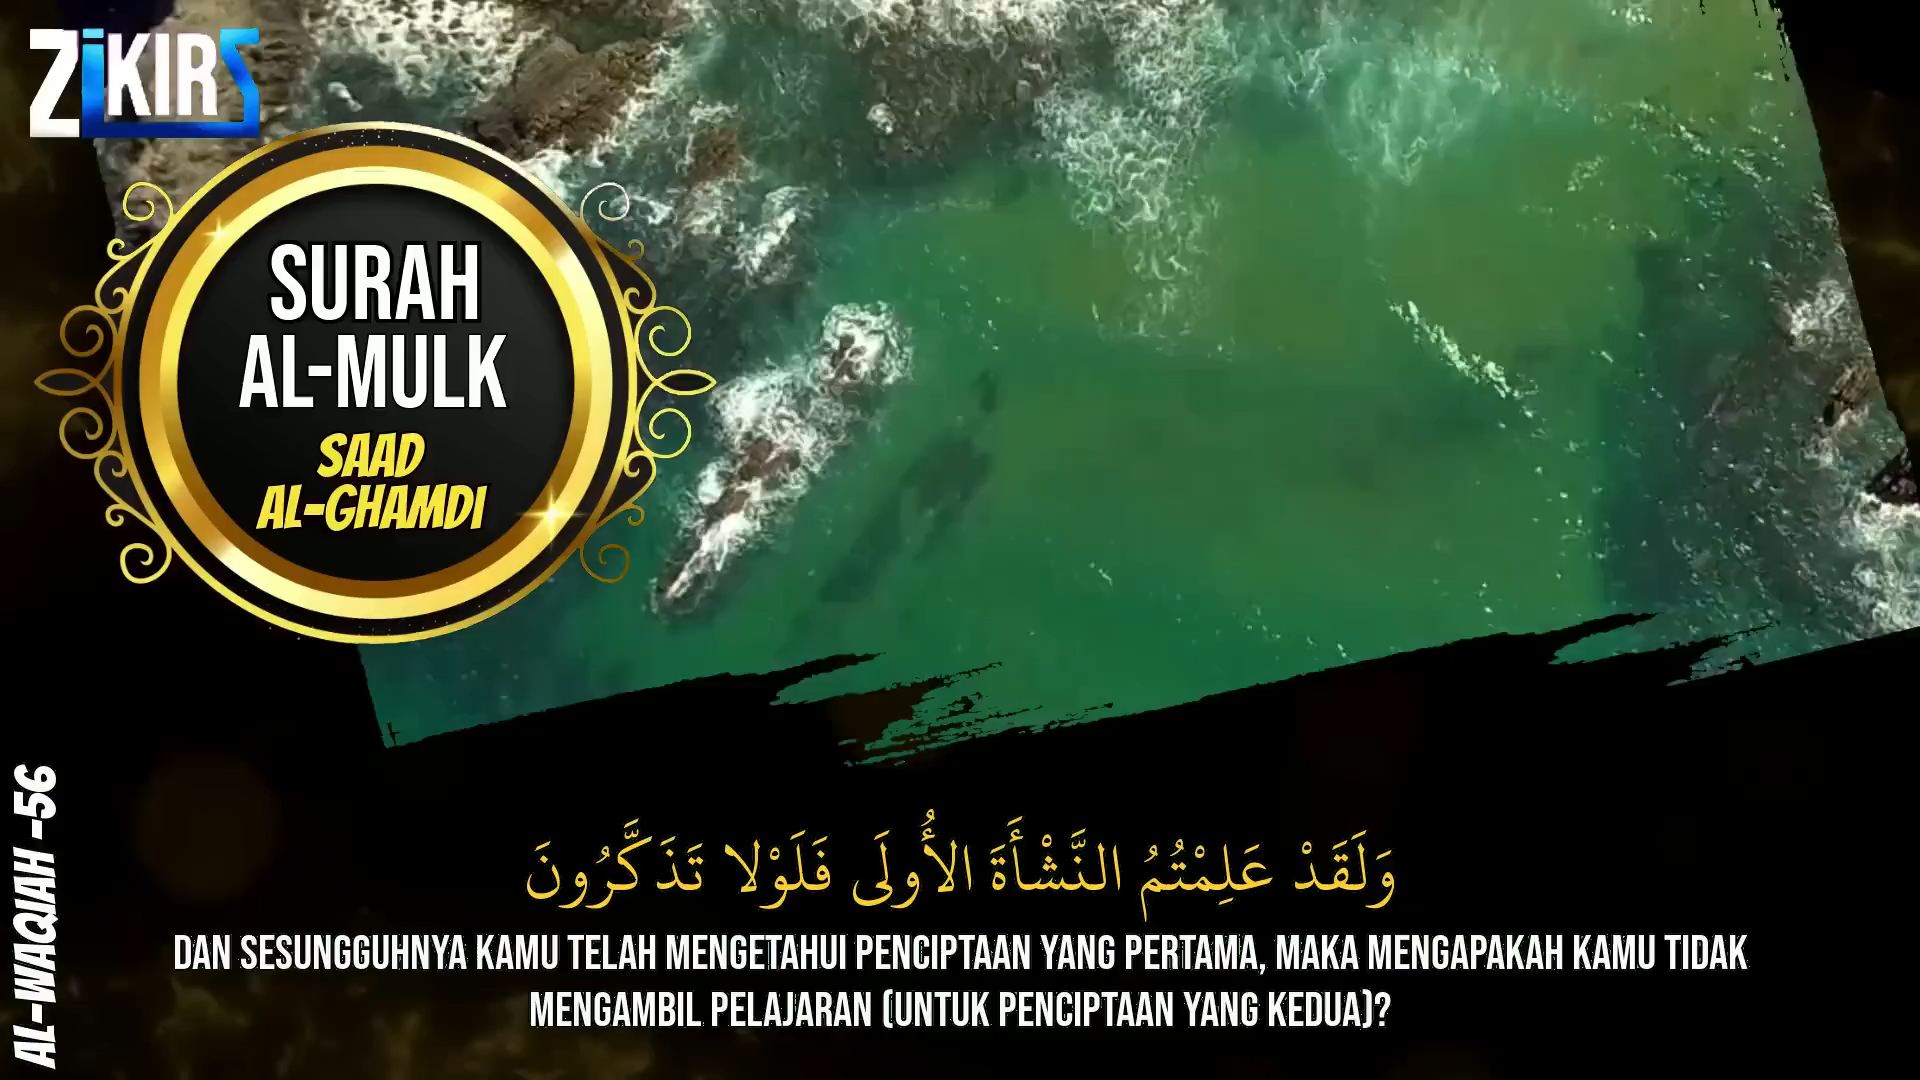 ZiKIRS
SURAH
AL-MULK
SAAD
AL-GHAMDI
AL-WAQIAH -56
وَلَقَدْ عَلِمْتُمُ النَّشْأَةَ الأُولَى فَلَوْلا تَذَكَّرُونَ
DAN SESUNGGUHNYA KAMU TELAH MENGETAHUI PENCIPTAAN YANG PERTAMA, MAKA MENGAPAKAH KAMU TIDAK
MENGAMBIL PELAJARAN (UNTUK PENCIPTAAN YANG KEDUA)?